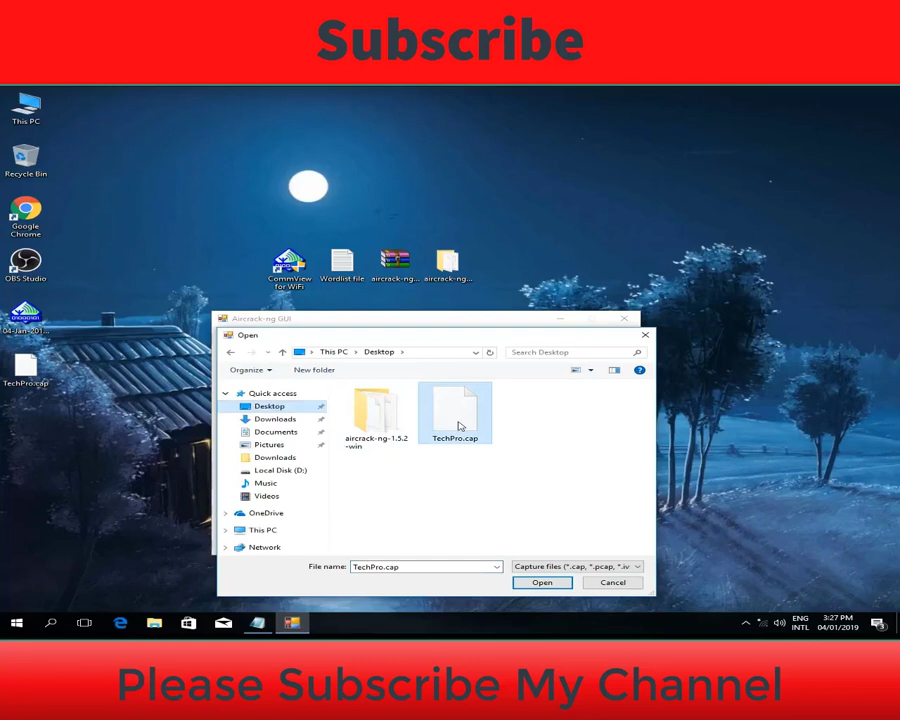 Subscribe
This PC
Recycle Bin
Google
Chrome
OBS Studio
04-Jan-201...
TechPro.cap
CommView
for WiFi
Wordlist file
aircrack-ng...
aircrack-ng...
Aircrack-ng GUI
Open
This PC > Desktop >
Search Desktop
Organize
New folder
Quick access
Desktop
Downloads
Documents
Pictures
Downloads
Local Disk (D:)
Music
Videos
OneDrive
This PC
Network
aircrack-ng-1.5.2
-win
TechPro.cap
File name: TechPro.cap
Capture files (*.cap, *.pcap, *.iv
Open
Cancel
ENG
INTL
3:27 PM
04/01/2019
3
Please Subscribe My Channel